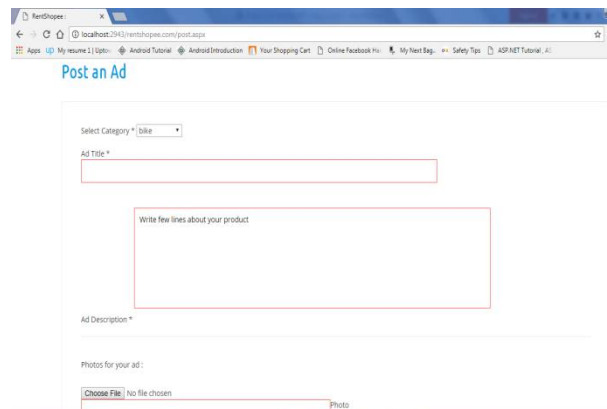 RentShopee :
localhost:2943/rentshopee.com/post.aspx
Apps UD My resume 1 | Upto Android Tutorial Android Introduction Your Shopping Cart Online Facebook Ha My Next Bag. Safety Tips ASP.NET Tutorial, A
Post an Ad
Select Category * bike
Ad Title *
Write few lines about your product
Ad Description *
Photos for your ad :
Choose File No file chosen
Photo